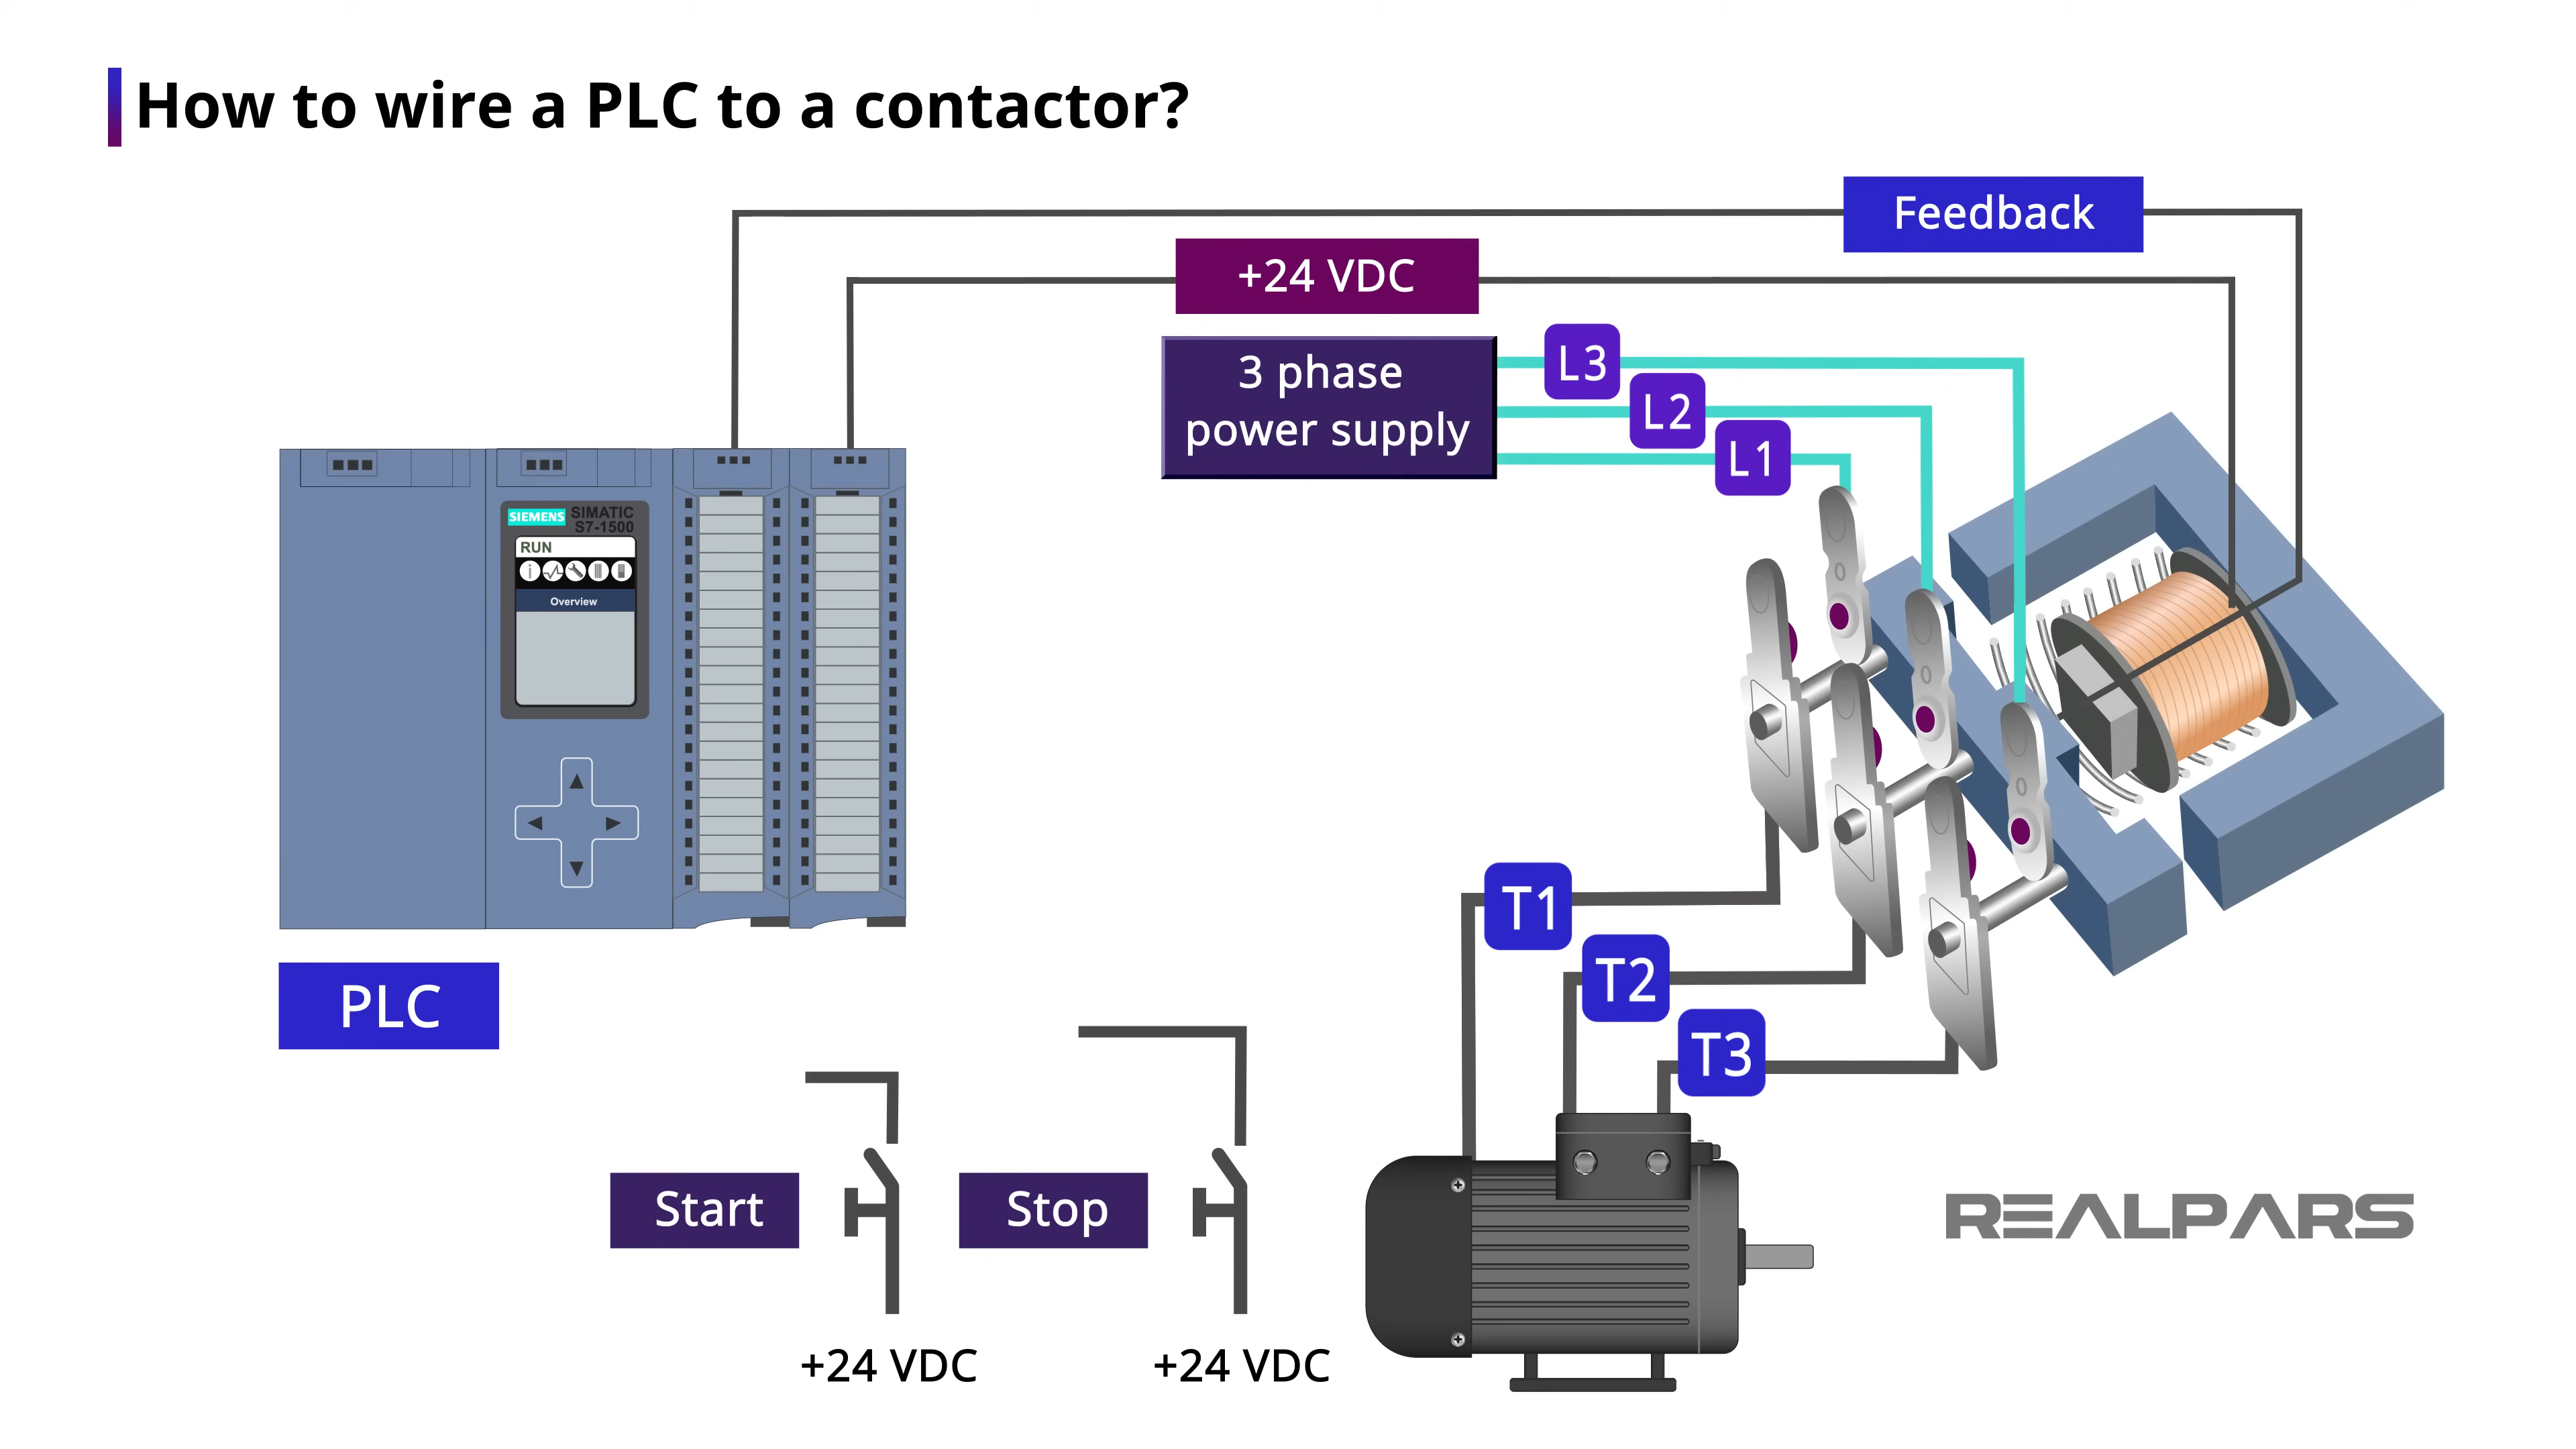 How to wire a PLC to a contactor?
Feedback
+24 VDC
3 phase
power supply
L3
L2
L1
SIEMENS
SIMATIC
S7-1500
RUN
Overview
PLC
T1
T2
T3
Start
Stop
+24 VDC
+24 VDC
REALPARS